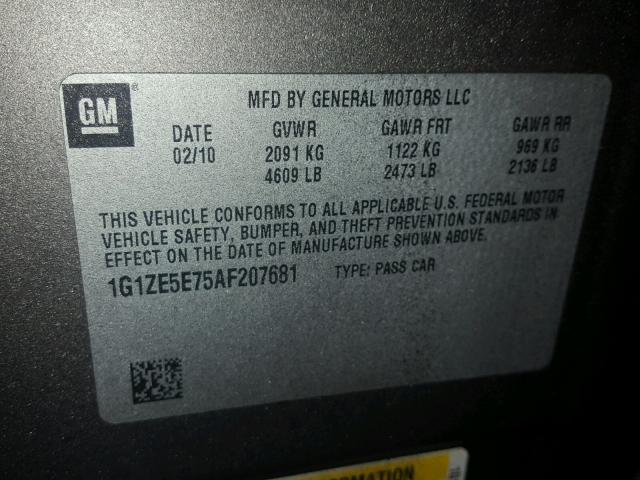 GM ®
MFD BY GENERAL MOTORS LLC
DATE GVWR GAWR FRT GAWR RR
02/10 2091 KG 1122 KG 969 KG
4609 LB 2473 LB 2136 LB
THIS VEHICLE CONFORMS TO ALL APPLICABLE U.S. FEDERAL MOTOR
VEHICLE SAFETY, BUMPER, AND THEFT PREVENTION STANDARDS IN
EFFECT ON THE DATE OF MANUFACTURE SHOWN ABOVE.
1G1ZE5E75AF207681 TYPE: PASS CAR